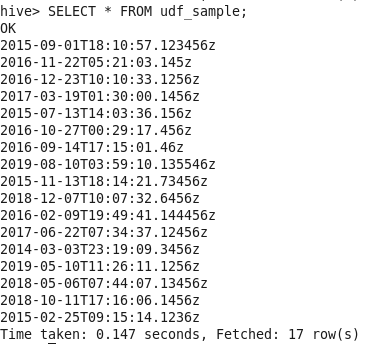 hive> SELECT * FROM udf_sample;
OK
2015-09-01T18:10:57.123456z
2016-11-22T05:21:03.145z
2016-12-23T10:10:33.1256z
2017-03-19T01:30:00.1456z
2015-07-13T14:03:36.156z
2016-10-27T00:29:17.456z
2016-09-14T17:15:01.46z
2019-08-10T03:59:10.135546z
2015-11-13T18:14:21.73456z
2018-12-07T10:07:32.6456z
2016-02-09T19:49:41.144456z
2017-06-22T07:34:37.12456z
2014-03-03T23:19:09.3456z
2019-05-10T11:26:11.1256z
2018-05-06T07:44:07.13456z
2018-10-11T17:16:06.1456z
2015-02-25T09:15:14.1236z
Time taken: 0.147 seconds, Fetched: 17 row(s)